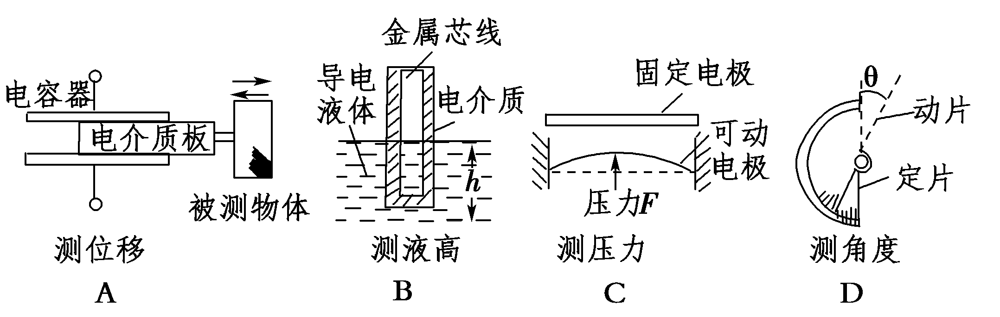 电容器
电介质板
被测物体
测位移
A
金属芯线
导电
液体
电介质
h
测液高
B
固定电极
可动
电极
压力F
测压力
C
θ
动片
定片
测角度
D